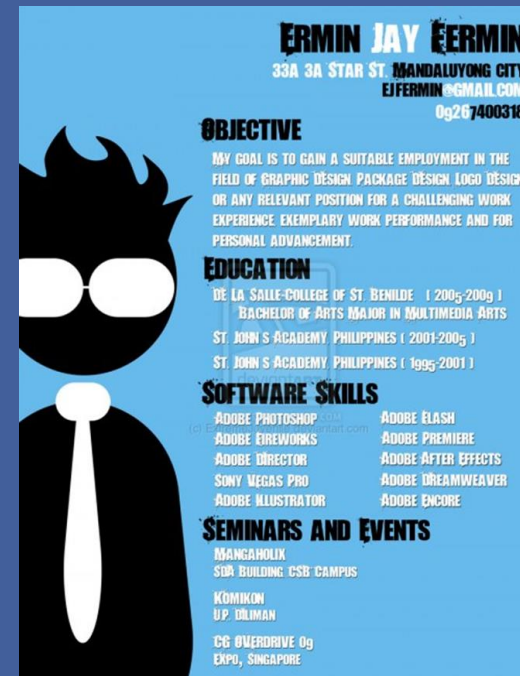 ERMIN JAY FERMIN
33A 3A STAR ST. MANDALUYONG CITY
EJFERMIN@GMAIL.COM
09267400318
OBJECTIVE
MY GOAL IS TO GAIN A SUITABLE EMPLOYMENT IN THE
FIELD OF GRAPHIC DESIGN PACKAGE DESIGN LOGO DESIGN
OR ANY RELEVANT POSITION FOR A CHALLENGING WORK
EXPERIENCE EXEMPLARY WORK PERFORMANCE AND FOR
PERSONAL ADVANCEMENT.
EDUCATION
DE LA SALLE-COLLEGE OF ST. BENILDE ( 2005-2009 )
BACHELOR OF ARTS MAJOR IN MULTIMEDIA ARTS
ST. JOHN S ACADEMY PHILIPPINES ( 2001-2005 )
ST. JOHN S ACADEMY PHILIPPINES ( 1995-2001 )
SOFTWARE SKILLS
ADOBE PHOTOSHOP ADOBE FLASH
ADOBE FIREWORKS ADOBE PREMIERE
ADOBE DIRECTOR ADOBE AFTER EFFECTS
SONY VEGAS PRO ADOBE DREAMWEAVER
ADOBE ILLUSTRATOR ADOBE ENCORE
SEMINARS AND EVENTS
MANGAHOLIX
SDA BUILDING CSB CAMPUS
KOMIKON
U.P. DILIMAN
CG OVERDRIVE 09
EXPO, SINGAPORE